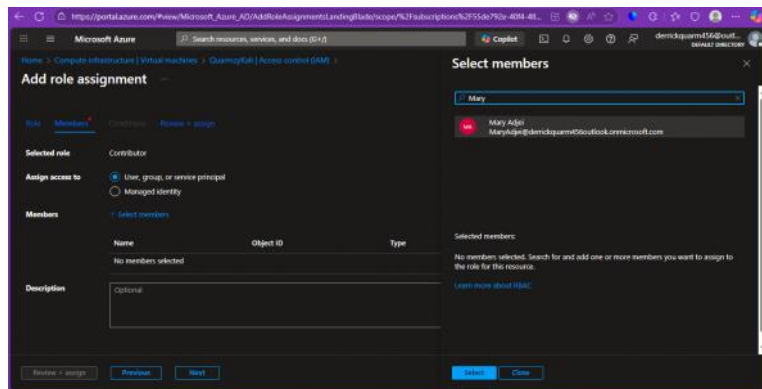 https://portal.azure.com/#view/Microsoft_Azure_AD/AddRoleAssignmentsLandingBlade/scope/%2Fsubscriptions%2F55de792e-40f4-4fl...
Microsoft Azure
Search resources, services, and docs (G+/)
Copilot
derrickquarm456@outl...
DEFAULT DIRECTORY
Home > Compute infrastructure | Virtual machines > QuarmzyKali | Access control (IAM) >
Add role assignment
Role Members Conditions Review + assign
Selected role Contributor
Assign access to User, group, or service principal
Managed identity
Members + Select members
Name Object ID Type
No members selected
Description Optional
Review + assign Previous Next
Select members
Mary
MA
Mary Adjei
MaryAdjei@derrickquarm456outlook.onmicrosoft.com
Selected members:
No members selected. Search for and add one or more members you want to assign to
the role for this resource.
Learn more about RBAC
Select Close